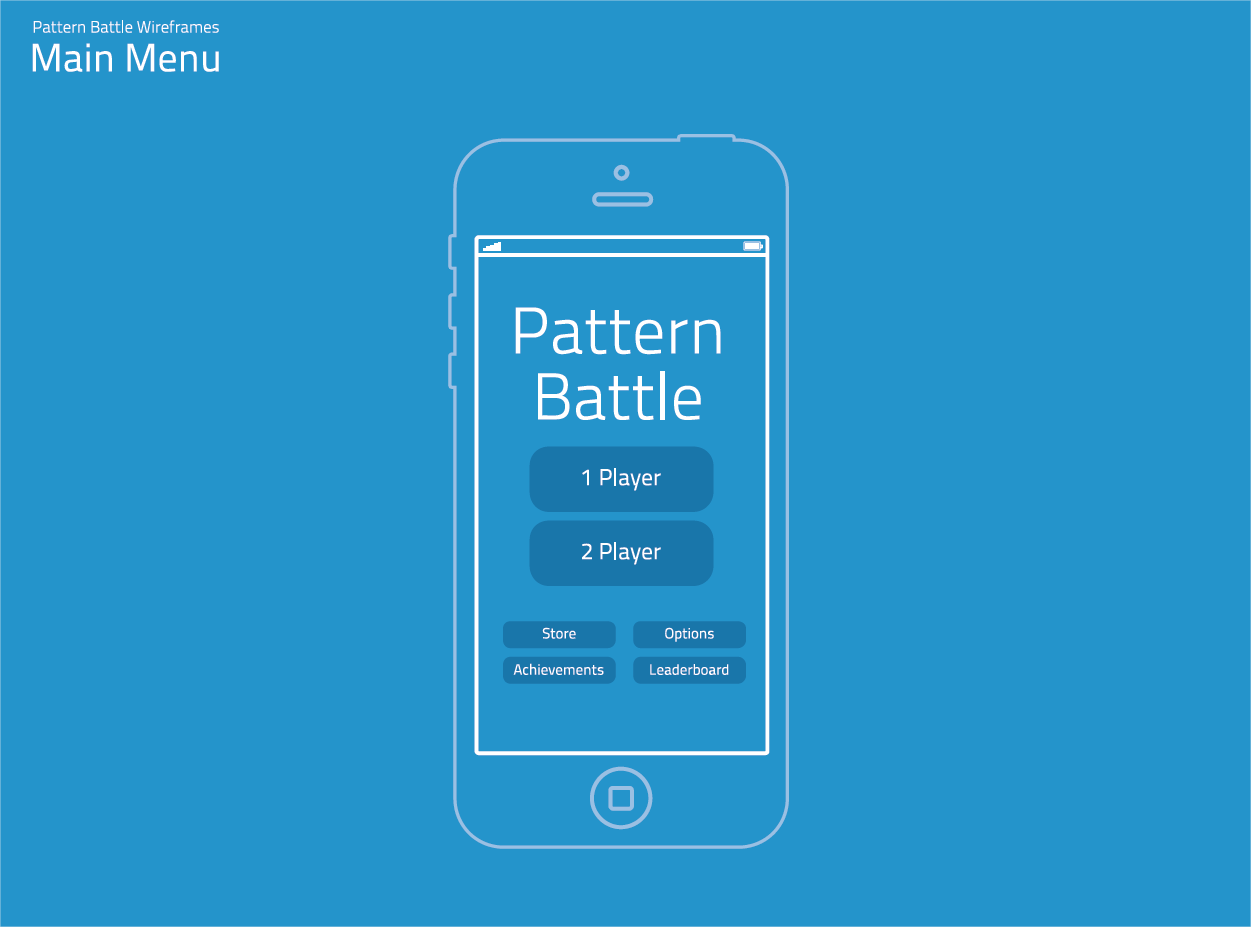 Pattern Battle Wireframes
Main Menu
Pattern
Battle
1 Player
2 Player
Store
Options
Achievements
Leaderboard